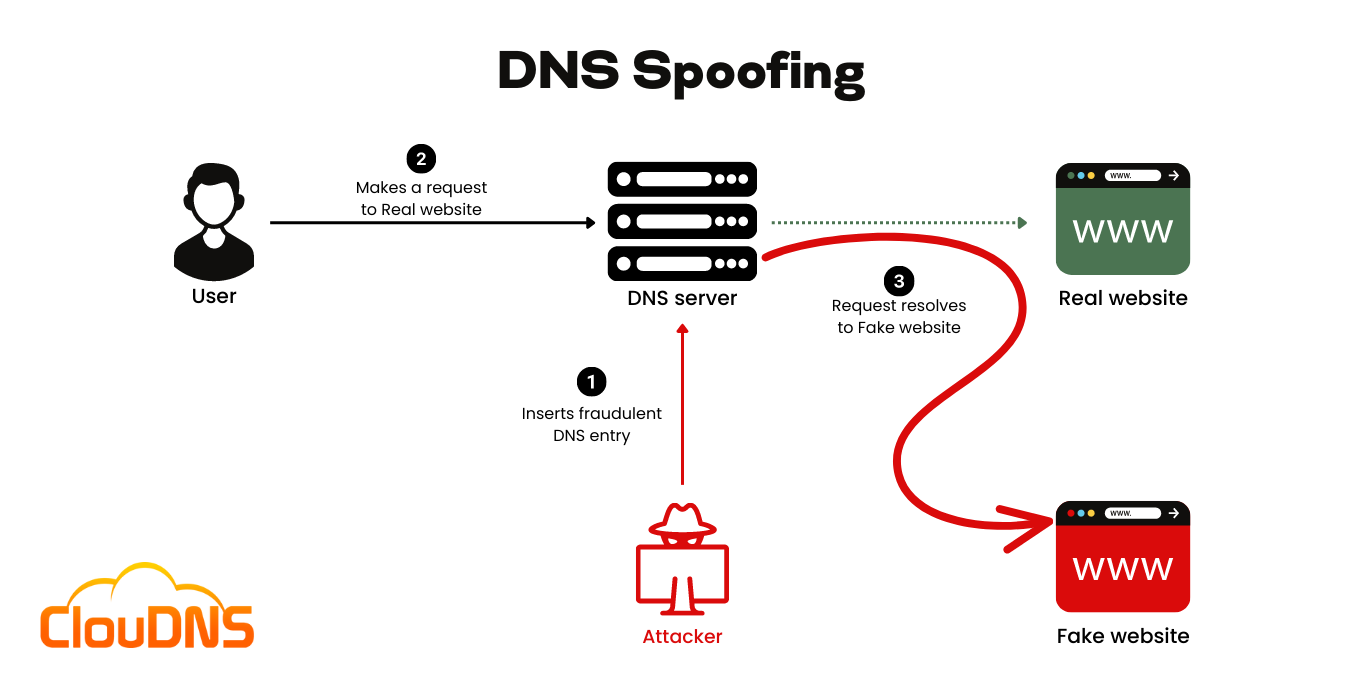 DNS Spoofing
2
Makes a request
to Real website
User
DNS server
www.
WWW
Real website
3
Request resolves
to Fake website
1
Inserts fraudulent
DNS entry
Attacker
www.
WWW
Fake website
ClouDNS